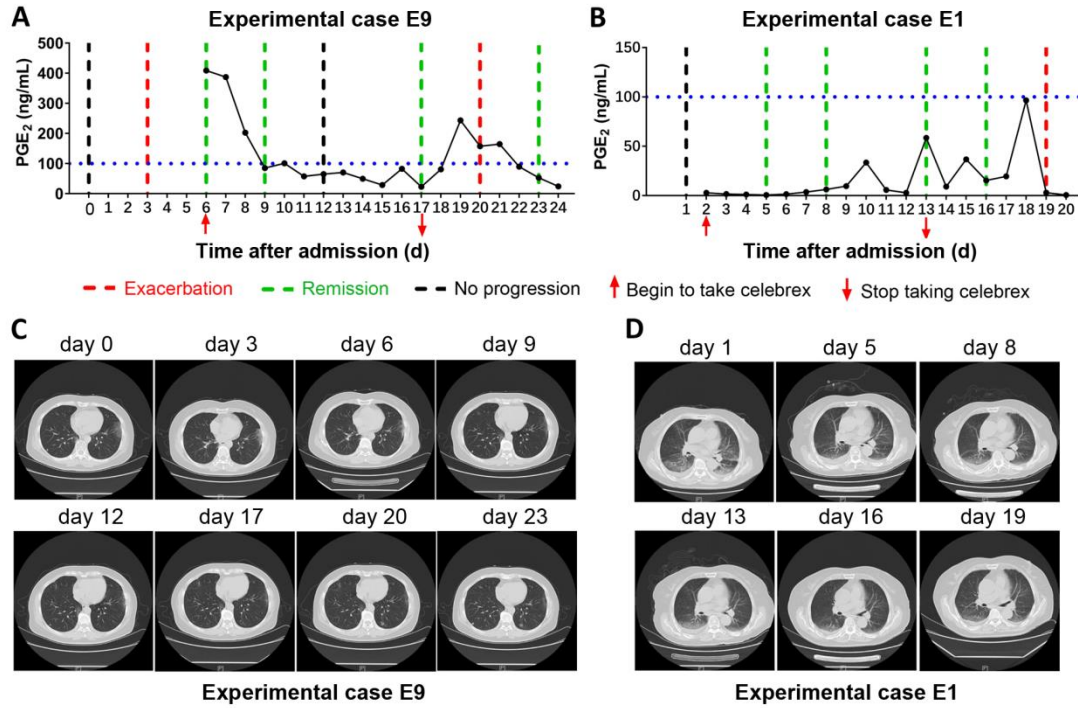 A
Experimental case E9
PGE₂ (ng/mL)
500
400
300
200
100
0
0 1 2 3 4 5 6 7 8 9 10 11 12 13 14 15 16 17 18 19 20 21 22 23 24
Time after admission (d)
B
Experimental case E1
PGE₂ (ng/mL)
150
100
50
0
1 2 3 4 5 6 7 8 9 10 11 12 13 14 15 16 17 18 19 20
Time after admission (d)
Exacerbation Remission No progression Begin to take celebrex Stop taking celebrex
C
day 0 day 3 day 6 day 9
day 12 day 17 day 20 day 23
Experimental case E9
D
day 1 day 5 day 8
day 13 day 16 day 19
Experimental case E1